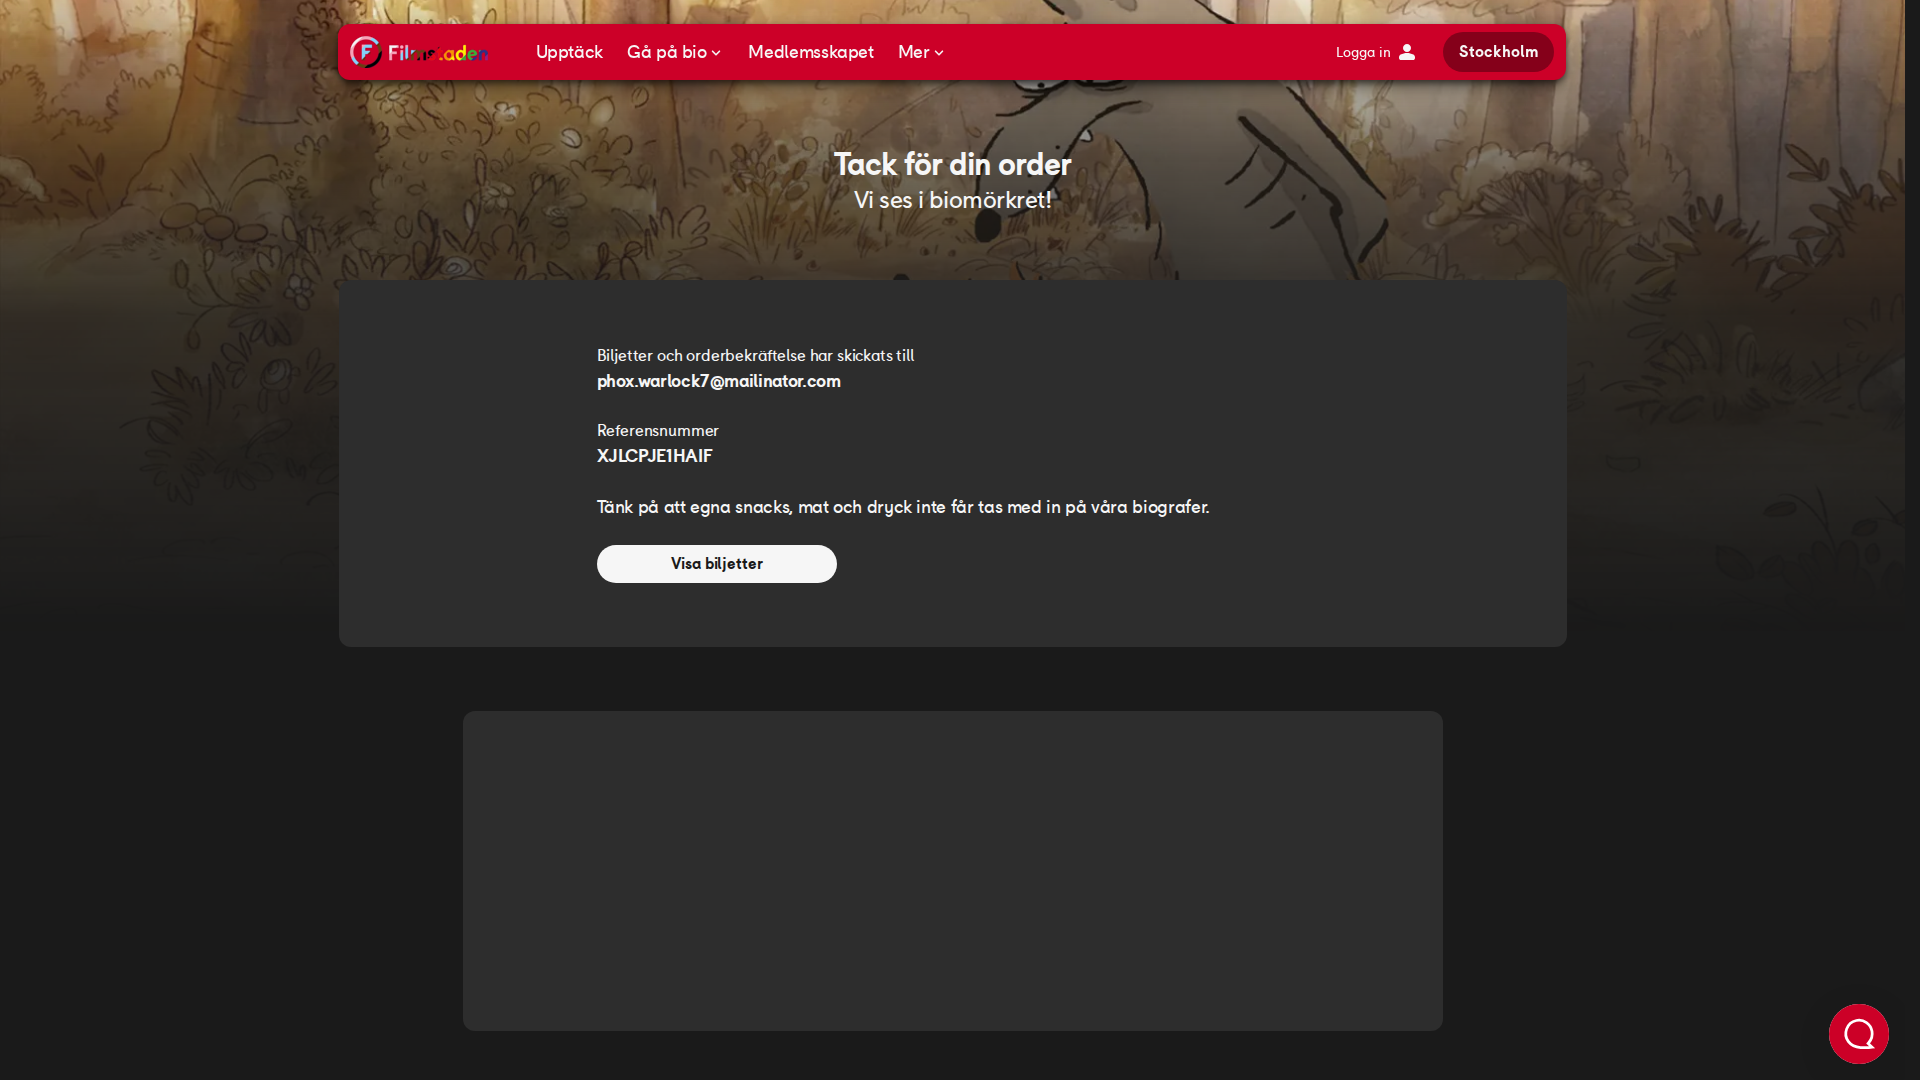 Filmstaden
Upptäck
Gå på bio
Medlemsskapet
Mer
Logga in
Stockholm
Tack för din order
Vi ses i biomörkret!
Biljetter och orderbekräftelse har skickats till
phox.warlock7@mailinator.com
Referensnummer
XJLCPJE1HAIF
Tänk på att egna snacks, mat och dryck inte får tas med in på våra biografer.
Visa biljetter